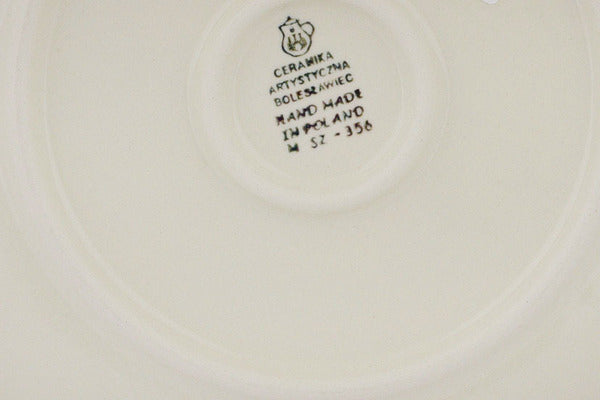 CERAMIKA
ARTYSTYCZNA
BOLESŁAWIEC
HAND MADE
IN POLAND
M SZ - 356